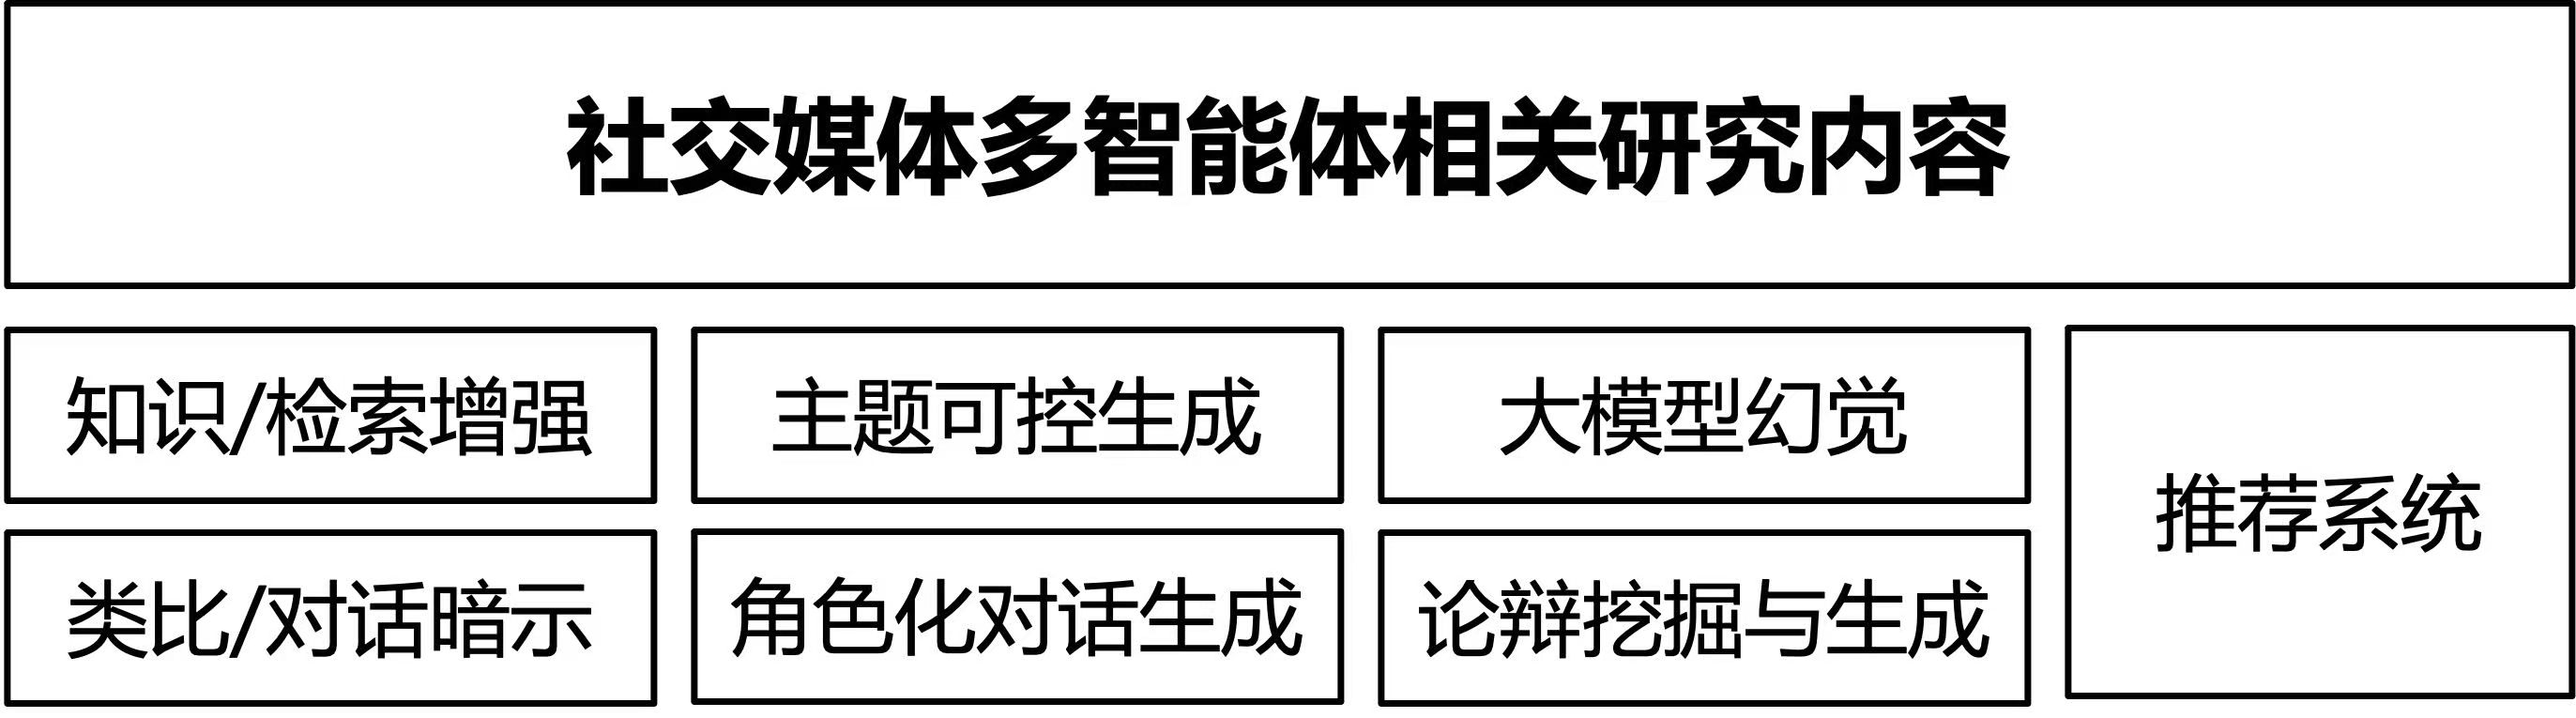 社交媒体多智能体相关研究内容
知识/检索增强
主题可控生成
大模型幻觉
推荐系统
类比/对话暗示
角色化对话生成
论辩挖掘与生成